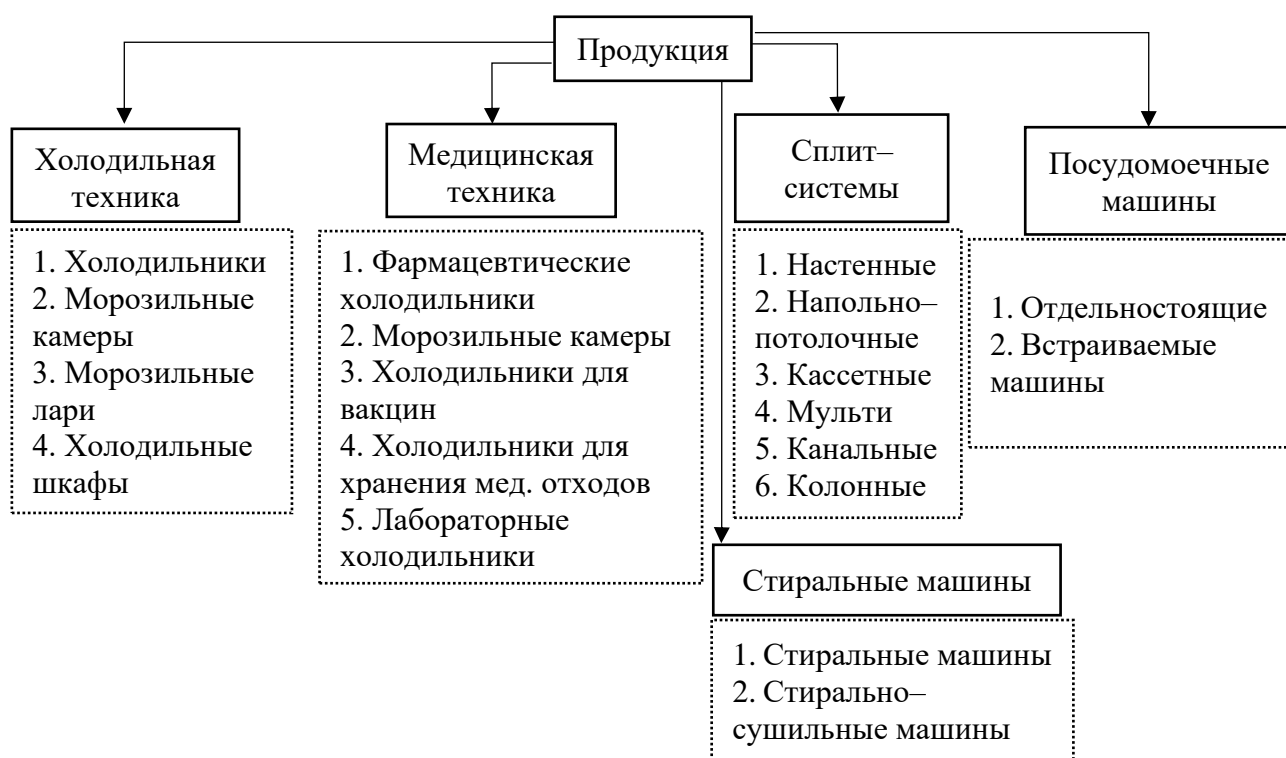 Продукция
Холодильная
техника
1. Холодильники
2. Морозильные
камеры
3. Морозильные
лари
4. Холодильные
шкафы
Медицинская
техника
1. Фармацевтические
холодильники
2. Морозильные камеры
3. Холодильники для
вакцин
4. Холодильники для
хранения мед. отходов
5. Лабораторные
холодильники
Сплит–
системы
1. Настенные
2. Напольно–
потолочные
3. Кассетные
4. Мульти
5. Канальные
6. Колонные
Посудомоечные
машины
1. Отдельностоящие
2. Встраиваемые
машины
Стиральные машины
1. Стиральные машины
2. Стирально–
сушильные машины